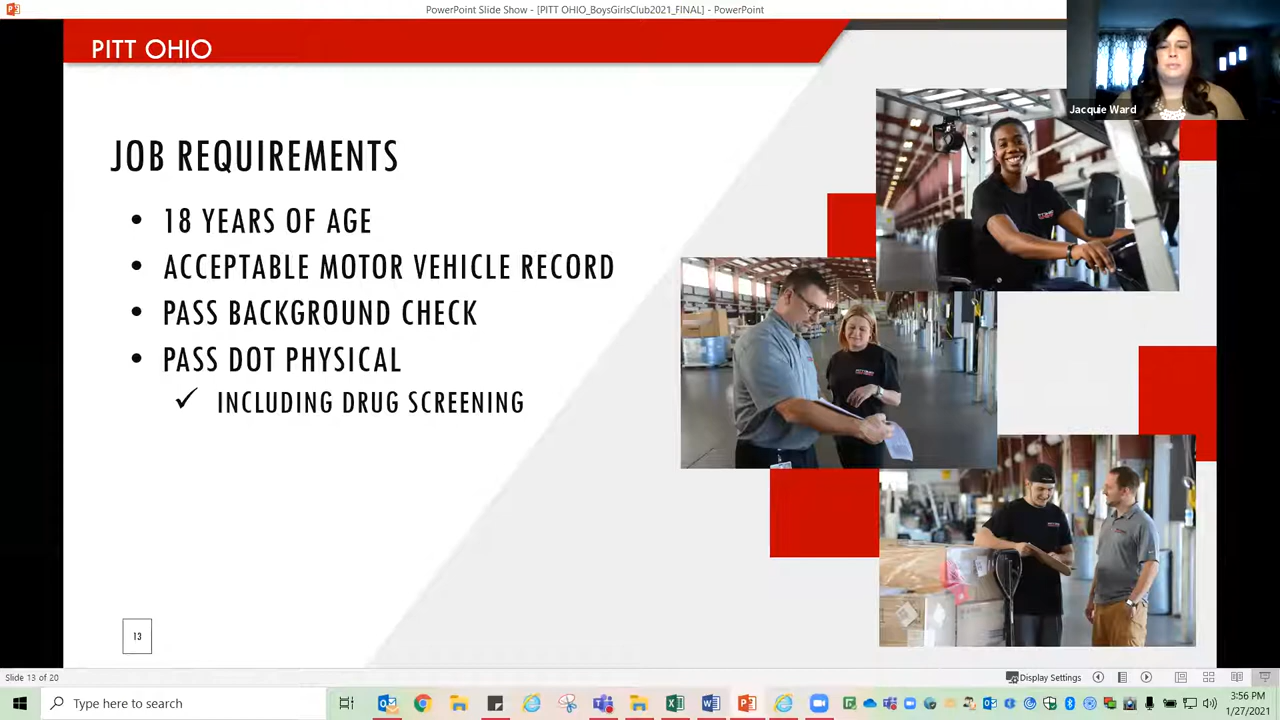 PowerPoint Slide Show - [PITT OHIO_BoysGirlsClub2021_FINAL] - PowerPoint
PITT OHIO
Jacquie Ward
JOB REQUIREMENTS
• 18 YEARS OF AGE
• ACCEPTABLE MOTOR VEHICLE RECORD
• PASS BACKGROUND CHECK
• PASS DOT PHYSICAL
✓ INCLUDING DRUG SCREENING
13
Slide 13 of 20
Display Settings
Type here to search
3:56 PM
1/27/2021